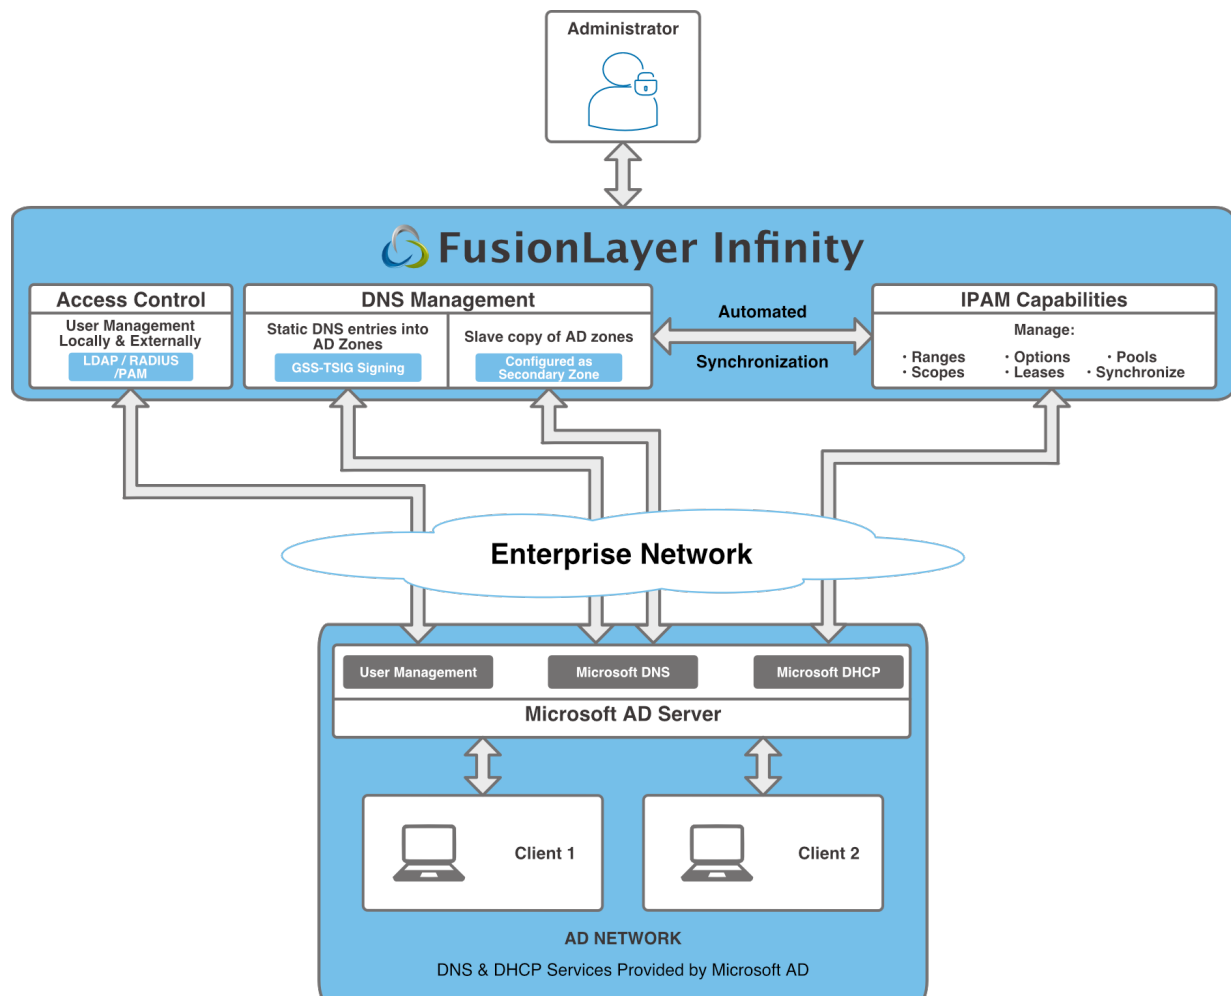 Administrator
FusionLayer Infinity
Access Control
User Management
Locally & Externally
LDAP / RADIUS
/PAM
DNS Management
Static DNS entries into
AD Zones
GSS-TSIG Signing
Slave copy of AD zones
Configured as
Secondary Zone
Automated
Synchronization
IPAM Capabilities
Manage:
· Ranges · Options · Pools
· Scopes · Leases · Synchronize
Enterprise Network
User Management
Microsoft DNS
Microsoft DHCP
Microsoft AD Server
Client 1
Client 2
AD NETWORK
DNS & DHCP Services Provided by Microsoft AD